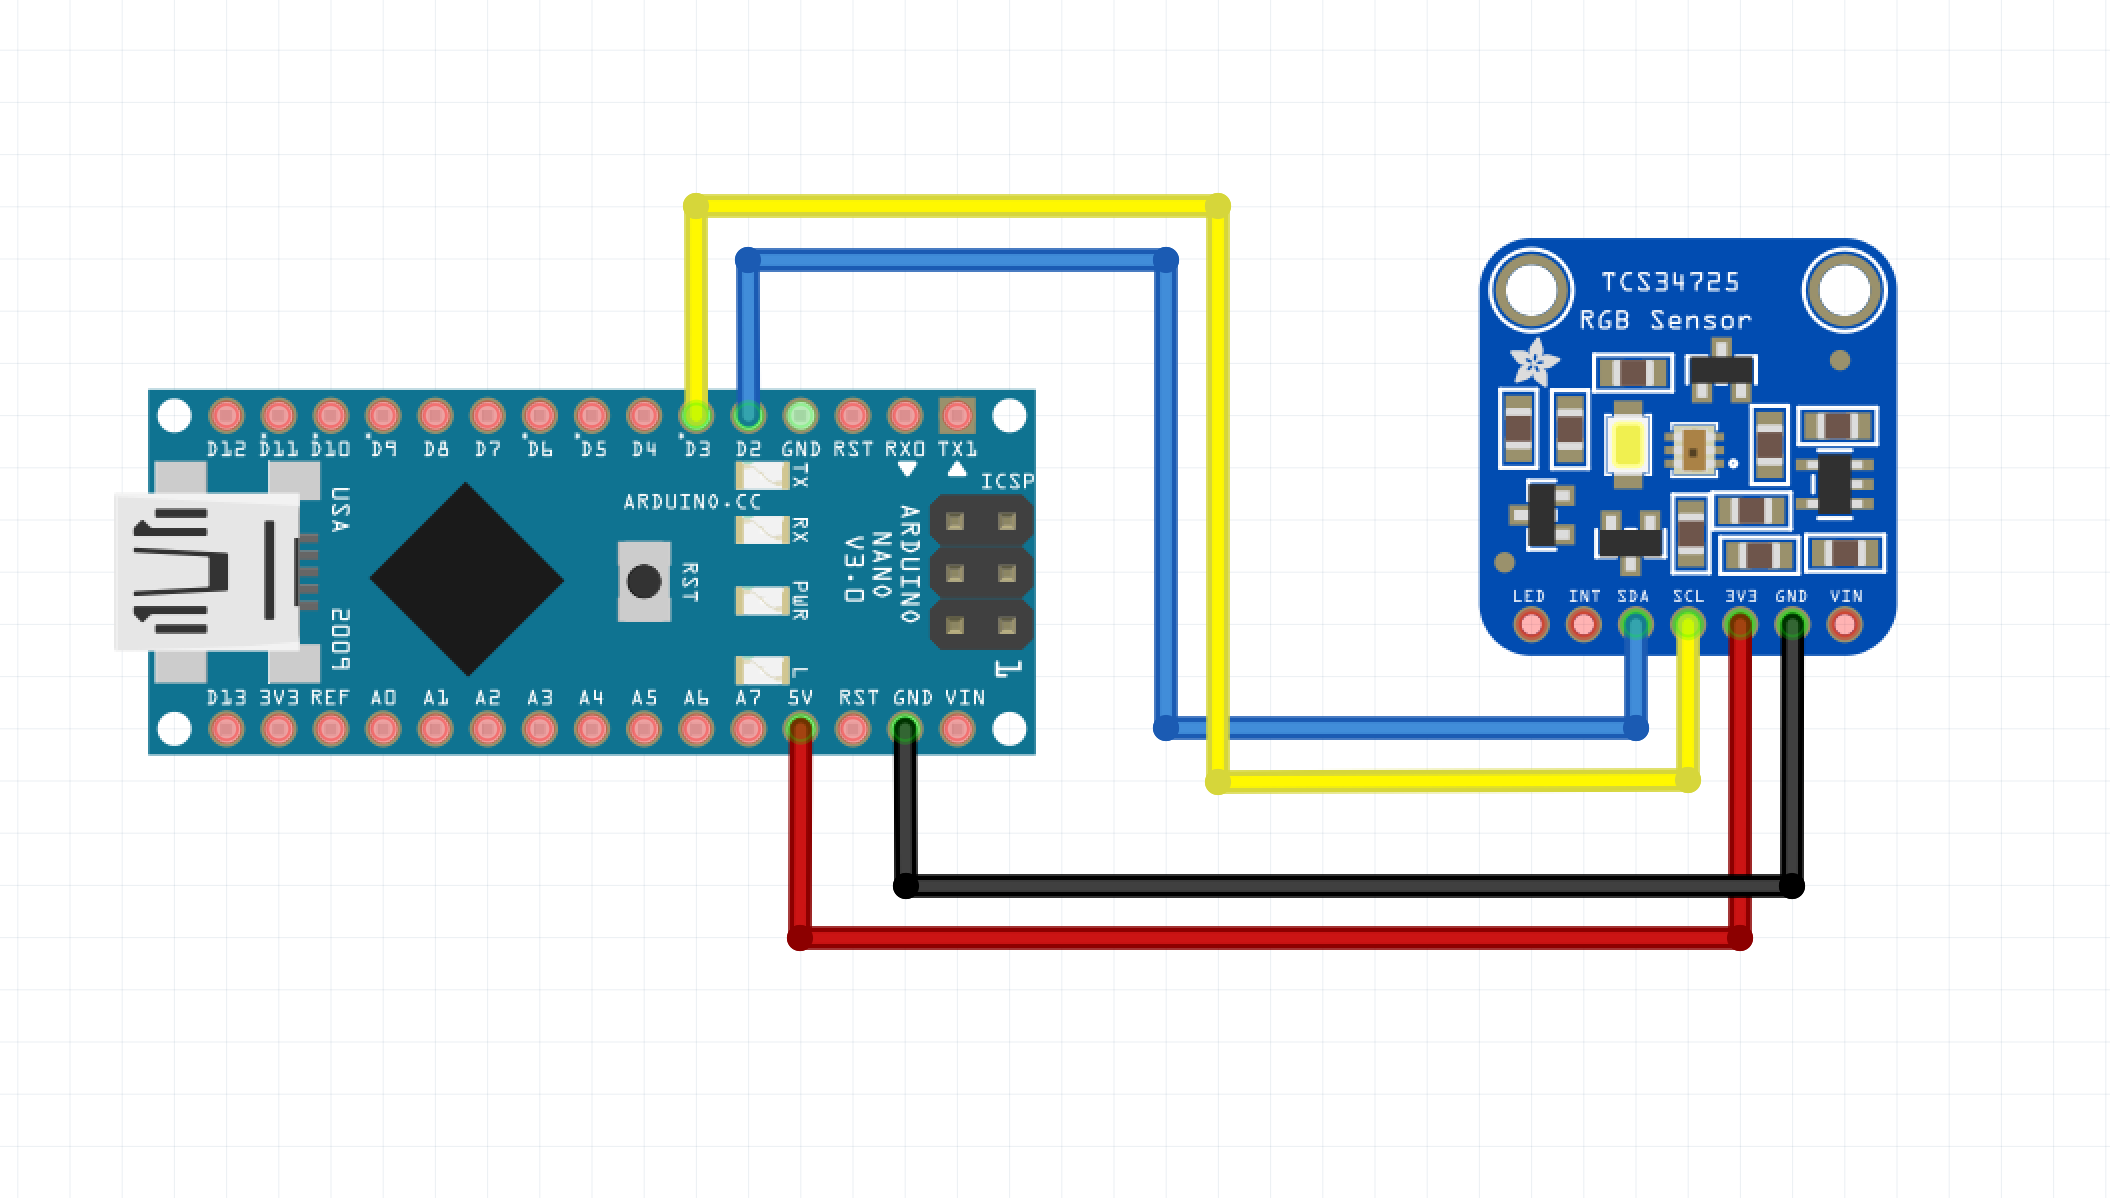 D12 D11 D10 D9 D8 D7 D6 D5 D4 D3 D2 GND RST RX0 TX1
ICSP
USA
ARDUINO.CC
TX
RX
RST
PWR
L
ARDUINO
NANO
V3.0
2009
1
D13 3V3 REF A0 A1 A2 A3 A4 A5 A6 A7 5V RST GND VIN
TCS34725
RGB Sensor
LED INT SDA SCL 3V3 GND VIN